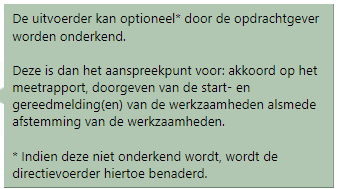 De uitvoerder kan optioneel* door de opdrachtgever
worden onderkend.
Deze is dan het aanspreekpunt voor: akkoord op het
meetrapport, doorgeven van de start- en
gereedmelding(en) van de werkzaamheden alsmede
afstemming van de werkzaamheden.
* Indien deze niet onderkend wordt, wordt de
directievoerder hiertoe benaderd.